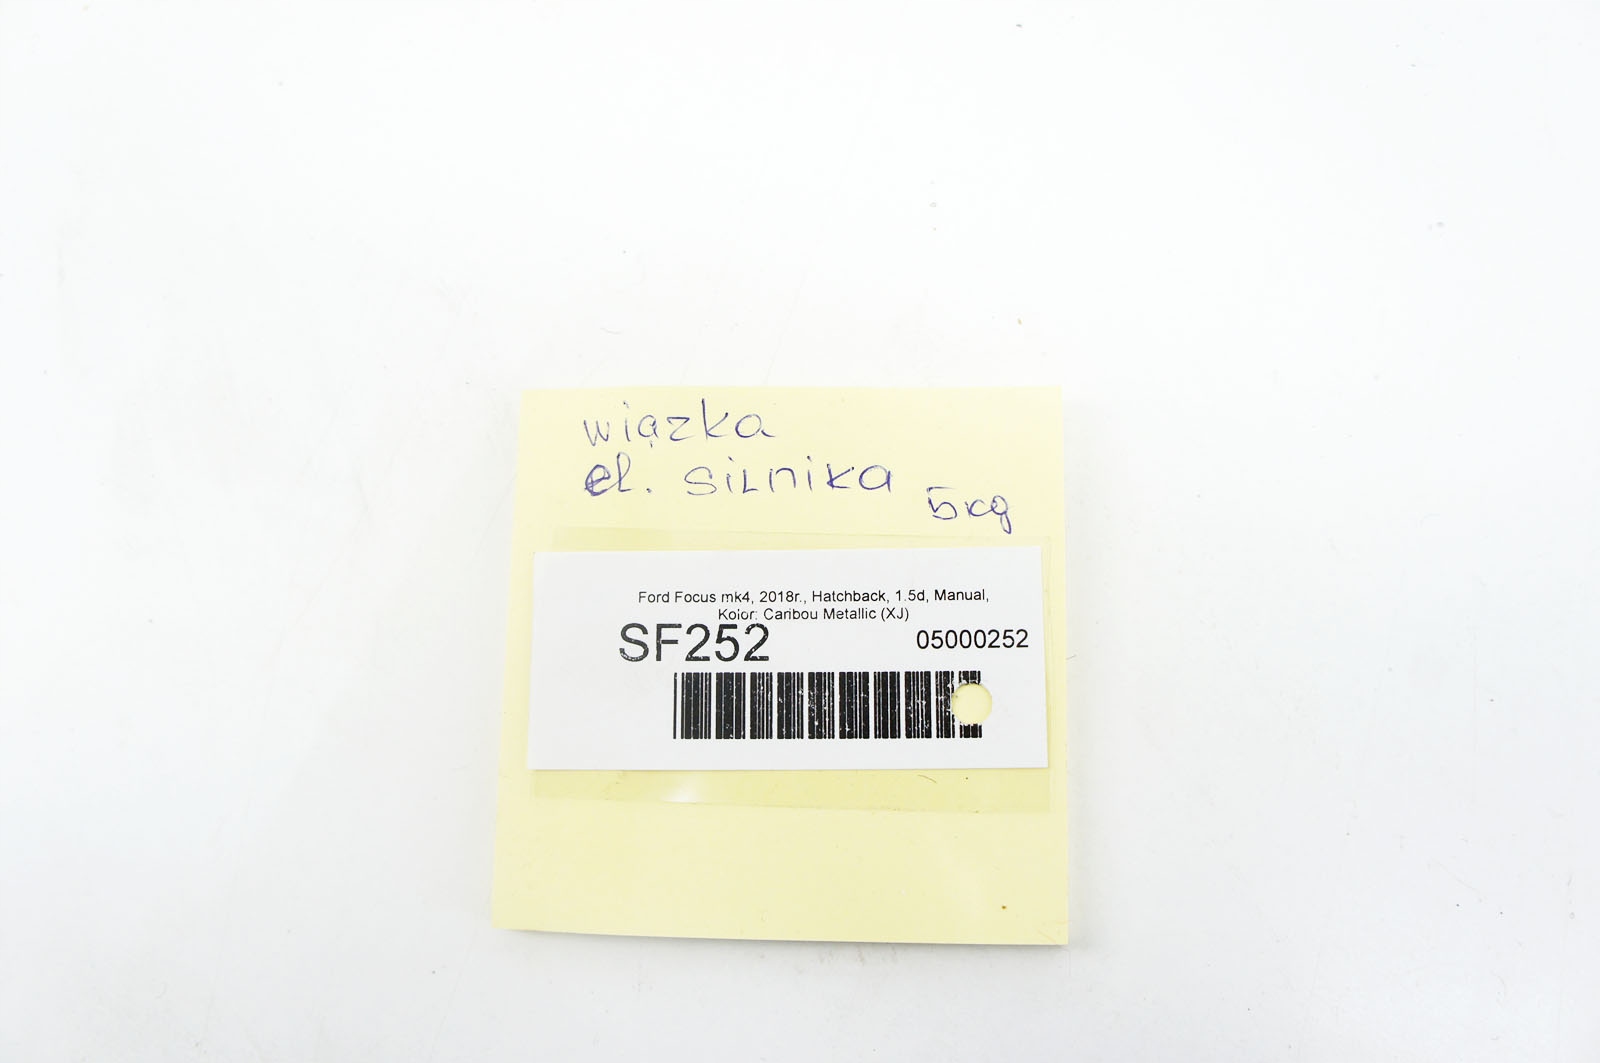 wiązka
el. silnika
5kg
Ford Focus mk4, 2018r., Hatchback, 1.5d, Manual,
Kolor: Caribou Metallic (XJ)
SF252
05000252